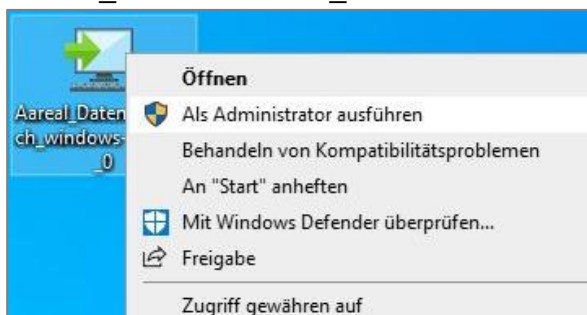 Aareal_Daten
ch_windows-
_0
Öffnen
Als Administrator ausführen
Behandeln von Kompatibilitätsproblemen
An "Start" anheften
Mit Windows Defender überprüfen...
Freigabe
Zugriff gewähren auf